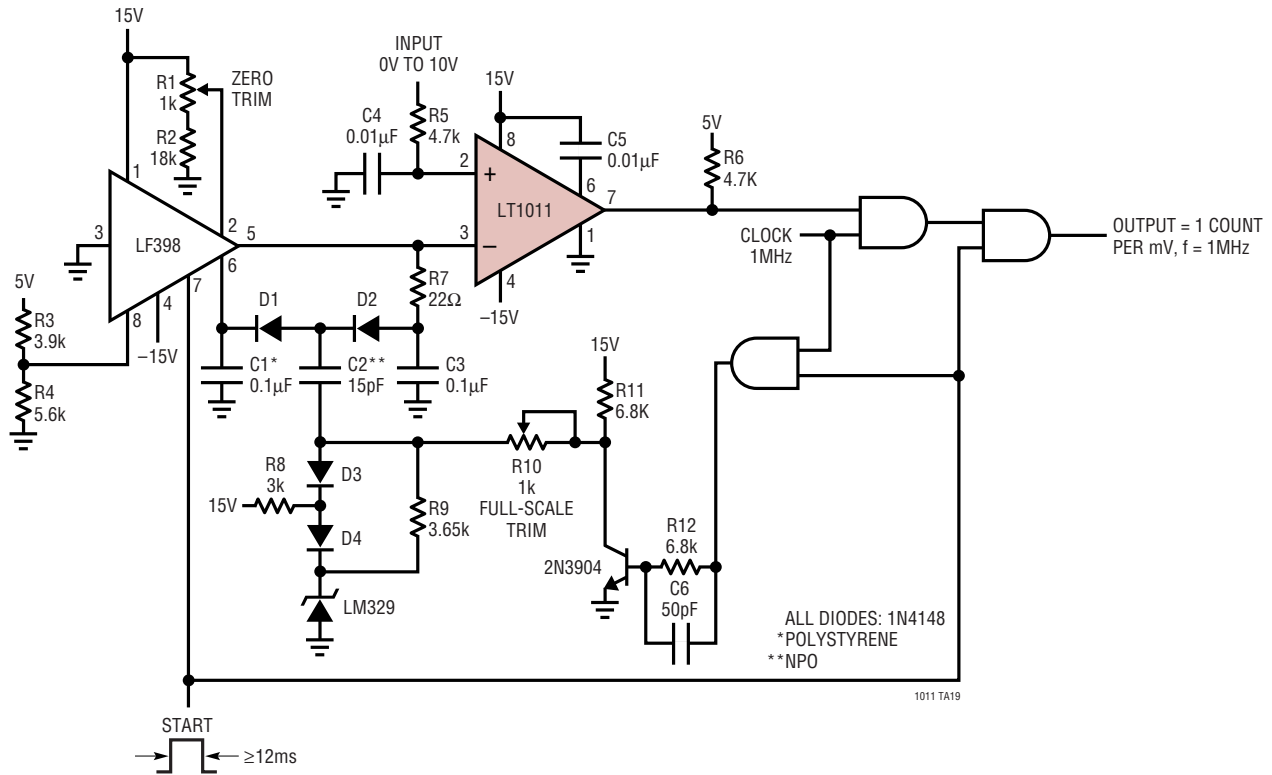 15V
R1
1k
ZERO
TRIM
R2
18k
1
2
3
LF398
5
6
7
4
8
–15V
5V
R3
3.9k
R4
5.6k
INPUT
0V TO 10V
C4
0.01µF
R5
4.7k
15V
8
C5
0.01µF
2
+
6
7
LT1011
3
–
1
4
–15V
5V
R6
4.7K
CLOCK
1MHz
OUTPUT = 1 COUNT
PER mV, f = 1MHz
R7
22Ω
D1
D2
C1*
0.1µF
C2**
15pF
C3
0.1µF
15V
R11
6.8K
R8
3k
15V
D3
D4
R9
3.65k
R10
1k
FULL-SCALE
TRIM
LM329
2N3904
R12
6.8k
C6
50pF
ALL DIODES: 1N4148
*POLYSTYRENE
**NPO
1011 TA19
START
≥12ms